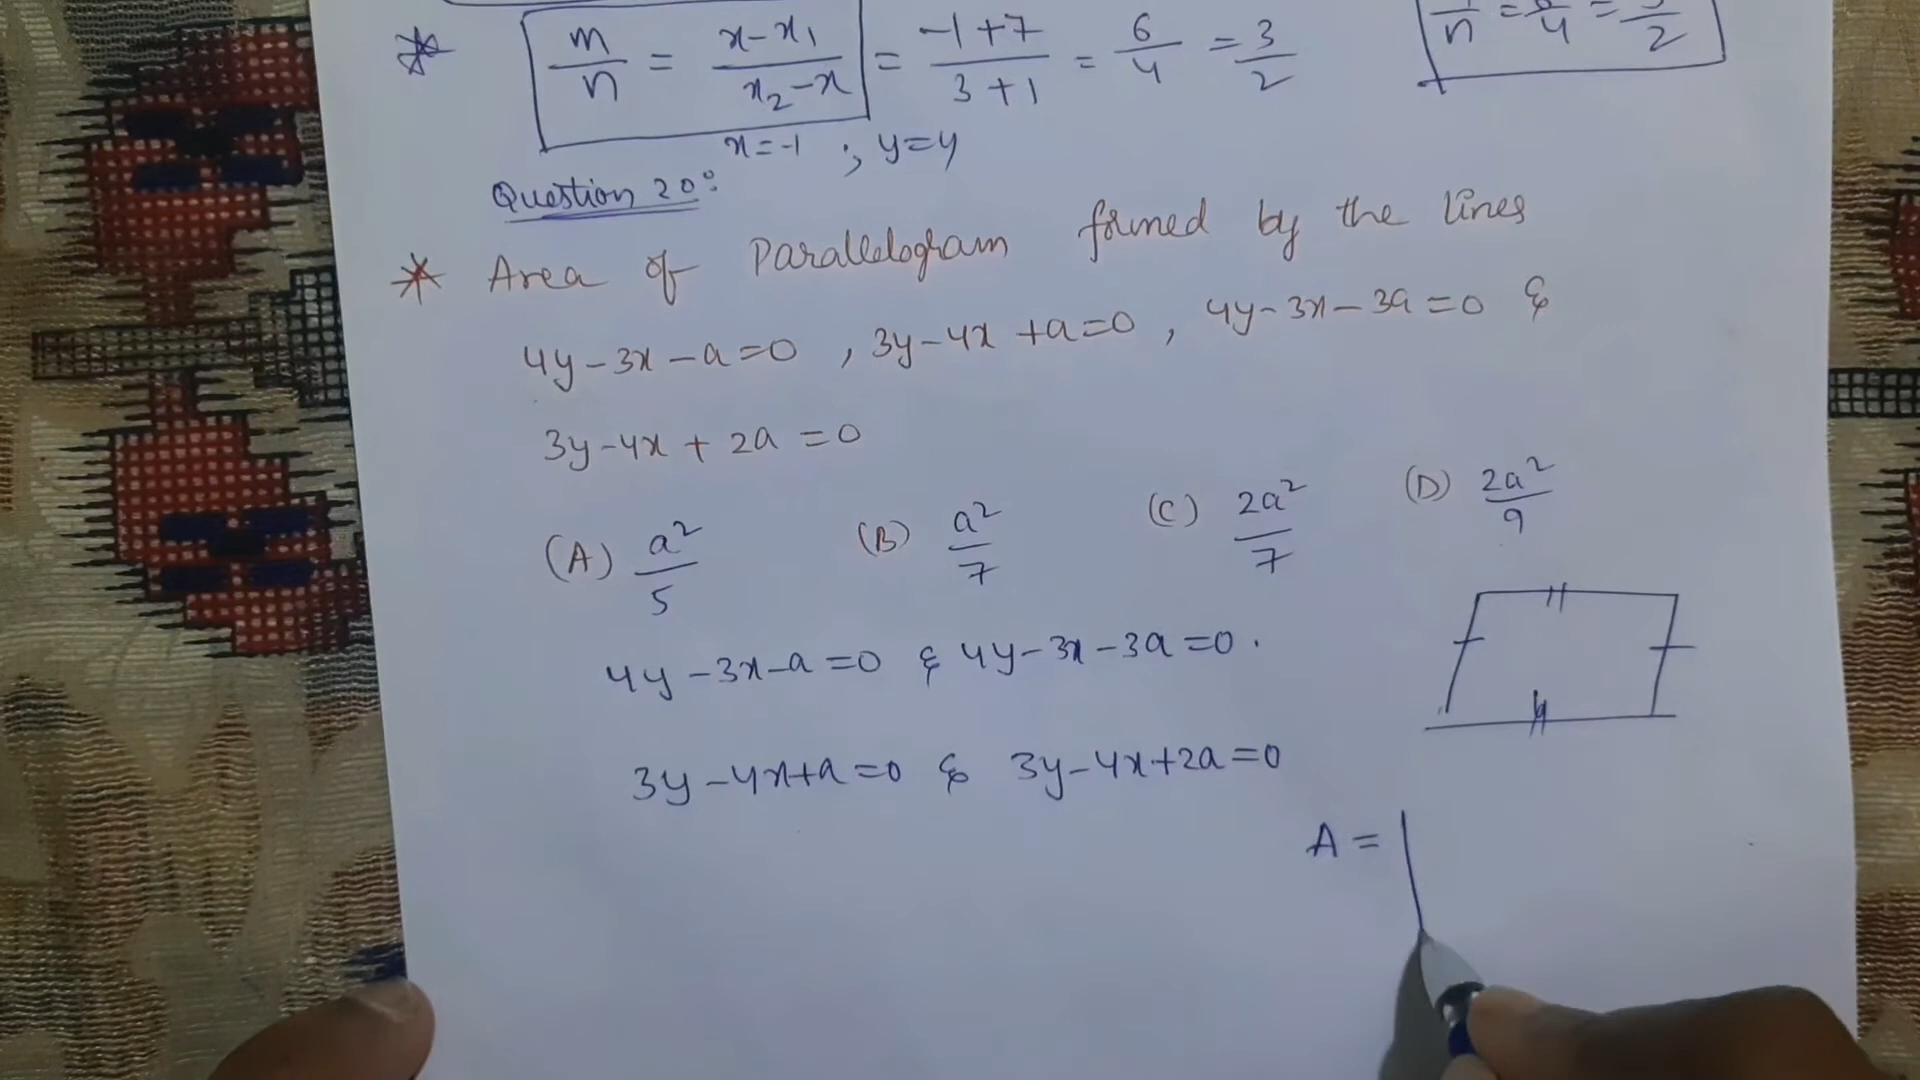 m/n = x-x₁/x₂-x = -1+7/3+1 = 6/4 = 3/2
n = 4 = 2
x=-1 ; y=4
Question 20:
* Area of Parallelogram formed by the lines
4y-3x-a=0 , 3y-4x+a=0 , 4y-3x-3a=0 &
3y-4x+2a=0
(A) a²/5 (B) a²/7 (C) 2a²/7 (D) 2a²/9
4y-3x-a=0 & 4y-3x-3a=0.
3y-4x+a=0 & 3y-4x+2a=0
A = |